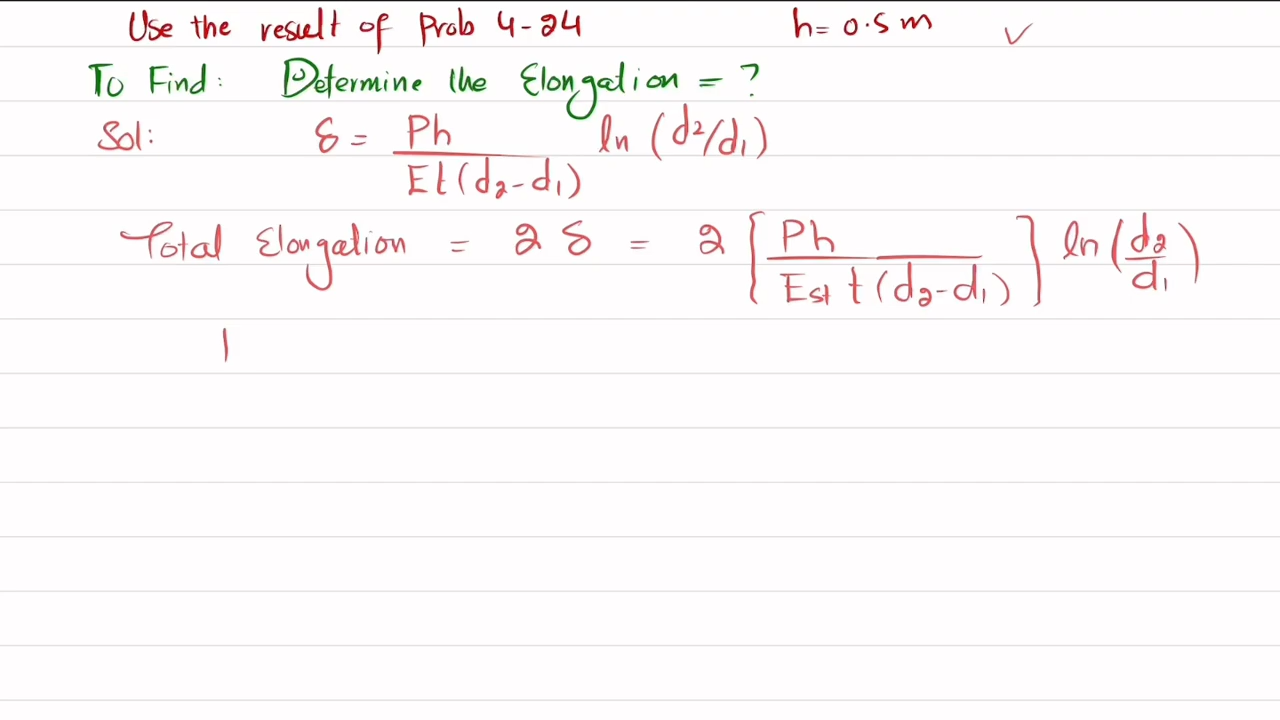 Use the result of Prob 4-24 h= 0.5 m ✓
To Find: Determine the Elongation = ?
Sol: δ = Ph / Et(d2-d1) ln (d2/d1)
Total Elongation = 2 δ = 2 [Ph / Est t(d2-d1)] ln (d2/d1)